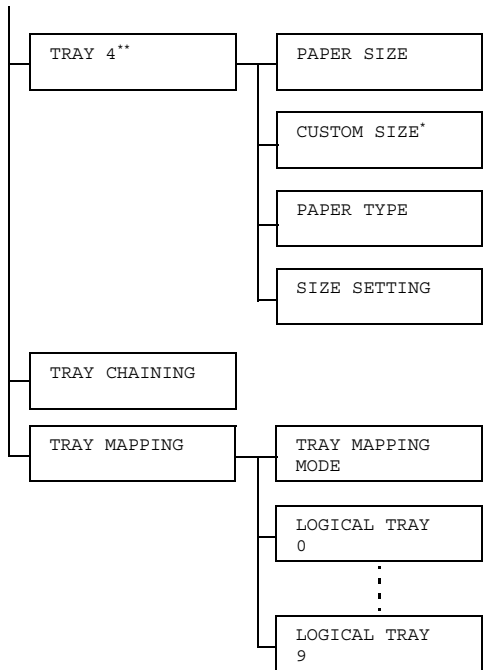 TRAY 4**
PAPER SIZE
CUSTOM SIZE*
PAPER TYPE
SIZE SETTING
TRAY CHAINING
TRAY MAPPING
TRAY MAPPING
MODE
LOGICAL TRAY
0
LOGICAL TRAY
9